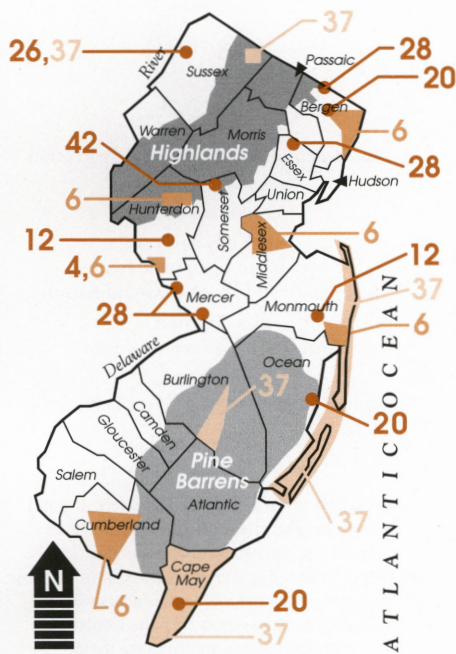 37
26,37
River
Sussex
Passaic
28
20
Bergen
Warren
Morris
6
42
Highlands
Essex
28
Hudson
6
Hunterdon
Union
Somerset
Middlesex
6
12
4,6
Mercer
12
28
Monmouth
37
6
Delaware
Ocean
Burlington
37
20
Camden
Gloucester
Pine
Barrens
Salem
Atlantic
37
Cumberland
ATLANTIC OCEAN
N
Cape
May
6
20
37